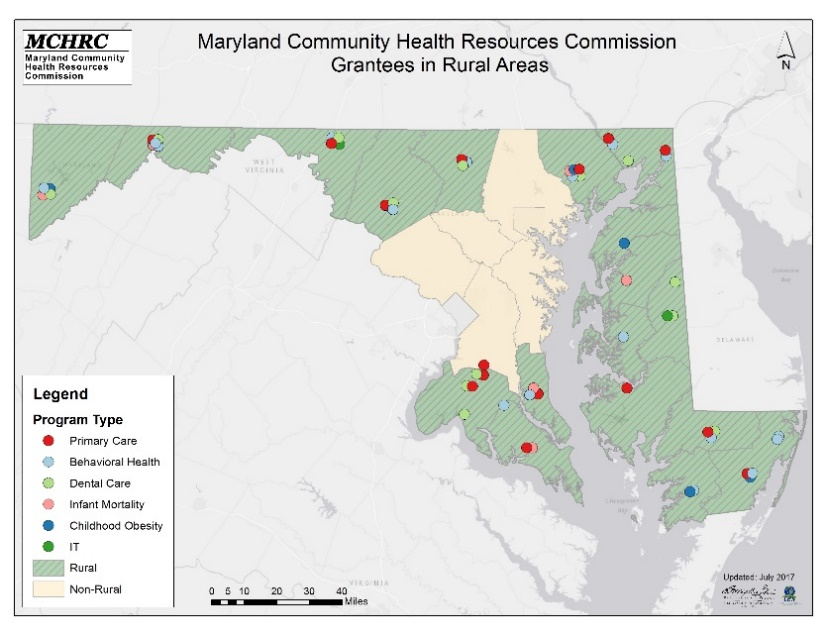 MCHRC
Maryland Community
Health Resources
Commission
Maryland Community Health Resources Commission
Grantees in Rural Areas
N
WEST
VIRGINIA
DELAWARE
Legend
Program Type
Primary Care
Behavioral Health
Dental Care
Infant Mortality
Childhood Obesity
IT
Rural
Non-Rural
VIRGINIA
0 5 10 20 30 40
Miles
Updated: July 2017